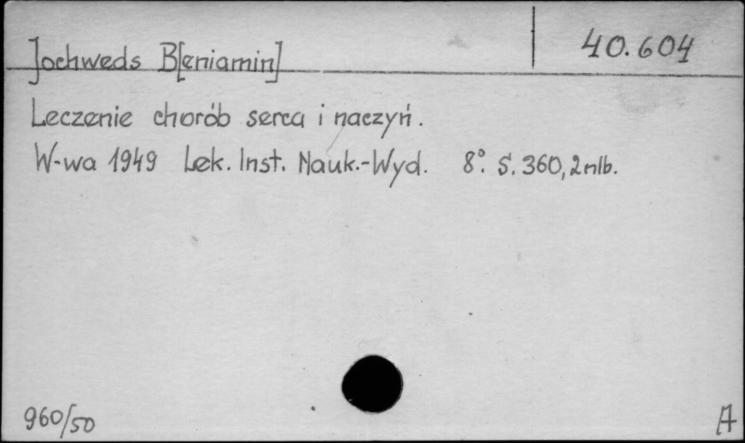 40.604
Jochweds B[eniamin]
Leczenie chorób serca i naczyń.
W-wa 1949 Lek. Inst. Nauk.-Wyd. 8°. S. 360, 2 nlb.
960/50
A